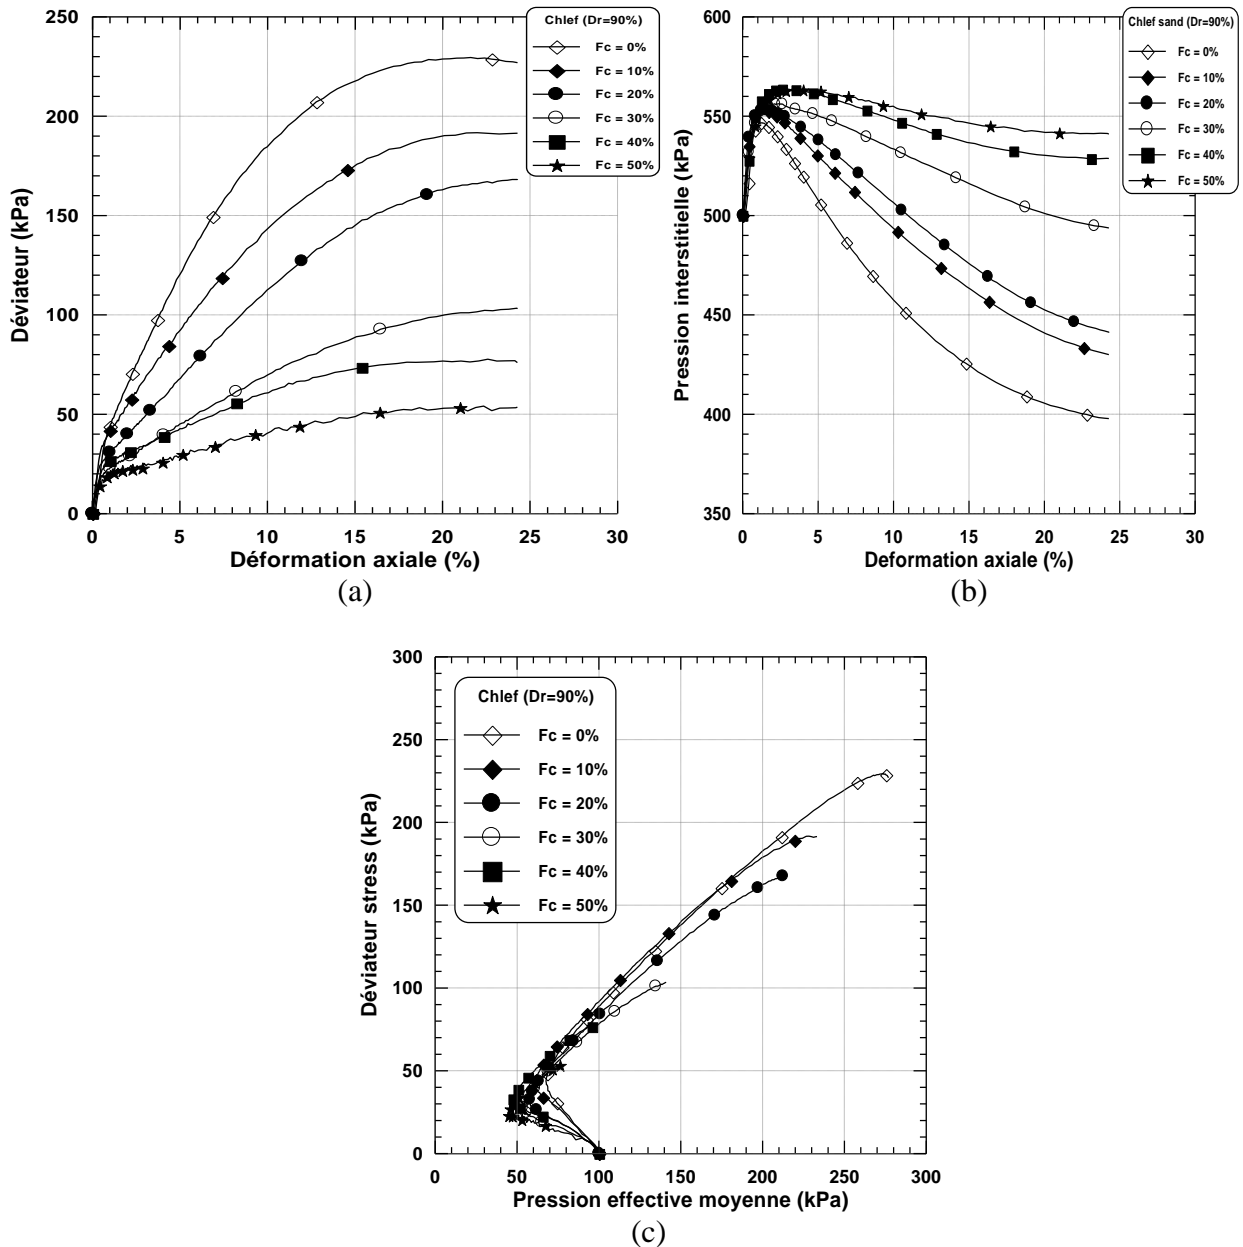 Déviateur (kPa)
250
200
150
100
50
0
0 5 10 15 20 25 30
Déformation axiale (%)
Chlef (Dr=90%)
Fc = 0%
Fc = 10%
Fc = 20%
Fc = 30%
Fc = 40%
Fc = 50%
(a)
Pression interstitielle (kPa)
600
550
500
450
400
350
0 5 10 15 20 25 30
Deformation axiale (%)
Chlef sand (Dr=90%)
Fc = 0%
Fc = 10%
Fc = 20%
Fc = 30%
Fc = 40%
Fc = 50%
(b)
Déviateur stress (kPa)
300
250
200
150
100
50
0
0 50 100 150 200 250 300
Pression effective moyenne (kPa)
Chlef (Dr=90%)
Fc = 0%
Fc = 10%
Fc = 20%
Fc = 30%
Fc = 40%
Fc = 50%
(c)